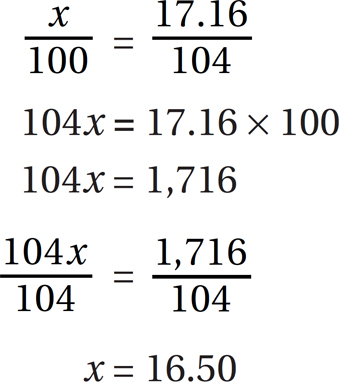 x/100 = 17.16/104
104x = 17.16 × 100
104x = 1,716
104x/104 = 1,716/104
x = 16.50